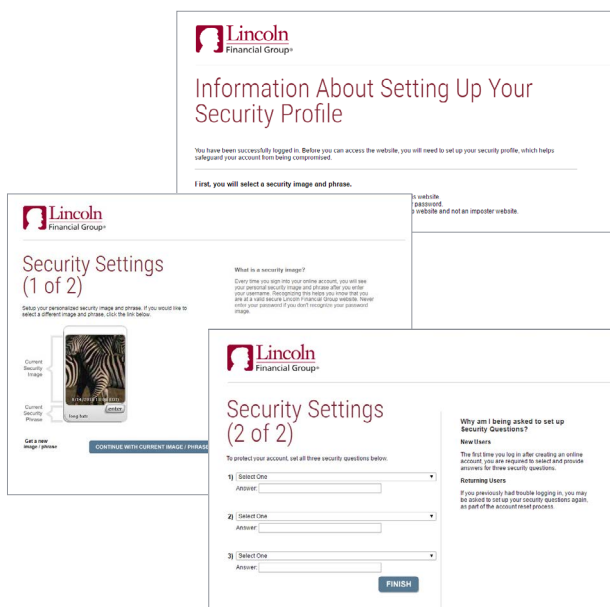 Lincoln
Financial Group®
Information About Setting Up Your
Security Profile
You have been successfully logged in. Before you can access the website, you will need to set up your security profile, which helps
safeguard your account from being compromised.
First, you will select a security image and phrase.
s website.
r password.
o website and not an imposter website.
Lincoln
Financial Group®
Security Settings
(1 of 2)
Setup your personalized security image and phrase. If you would like to
select a different image and phrase, click the link below.
Current
Security
Image
Current
Security
Phrase
enter
Get a new
image / phrase
CONTINUE WITH CURRENT IMAGE / PHRASE
What is a security image?
Every time you sign into your online account, you will see
your personal security image and phrase after you enter
your username. Recognizing this helps you know that you
are at a valid secure Lincoln Financial Group website. Never
enter your password if you don't recognize your password
image.
Lincoln
Financial Group®
Security Settings
(2 of 2)
To protect your account, set all three security questions below.
1) Select One
Answer:
2) Select One
Answer:
3) Select One
Answer:
FINISH
Why am I being asked to set up
Security Questions?
New Users
The first time you log in after creating an online
account, you are required to select and provide
answers for three security questions.
Returning Users
If you previously had trouble logging in, you may
be asked to set up your security questions again,
as part of the account reset process.